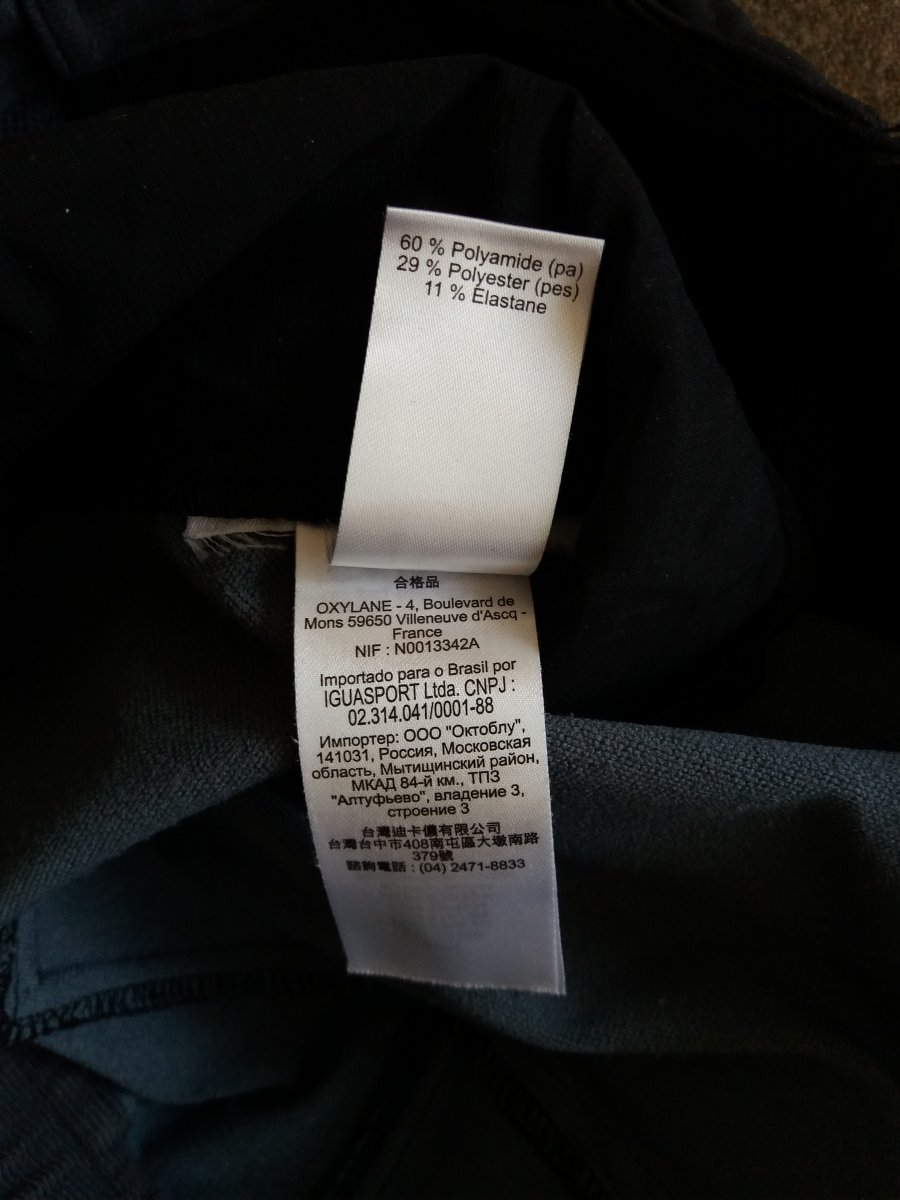 60 % Polyamide (pa)
29 % Polyester (pes)
11 % Elastane
合格品
OXYLANE - 4, Boulevard de
Mons 59650 Villeneuve d'Ascq -
France
NIF : N0013342A
Importado para o Brasil por
IGUASPORT Ltda. CNPJ :
02.314.041/0001-88
Импортер: ООО "Октоблу",
141031, Россия, Московская
область, Мытищинский район,
МКАД 84-й км., ТПЗ
"Алтуфьево", владение 3,
строение 3
台灣迪卡儂有限公司
台灣台中市408南屯區大墩南路
379號
諮詢電話 : (04) 2471-8833